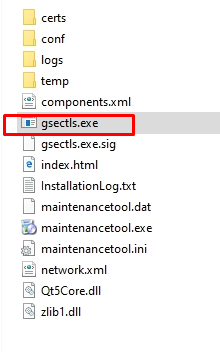 certs
conf
logs
temp
components.xml
gsectls.exe
gsectls.exe.sig
index.html
InstallationLog.txt
maintenancetool.dat
maintenancetool.exe
maintenancetool.ini
network.xml
Qt5Core.dll
zlib1.dll